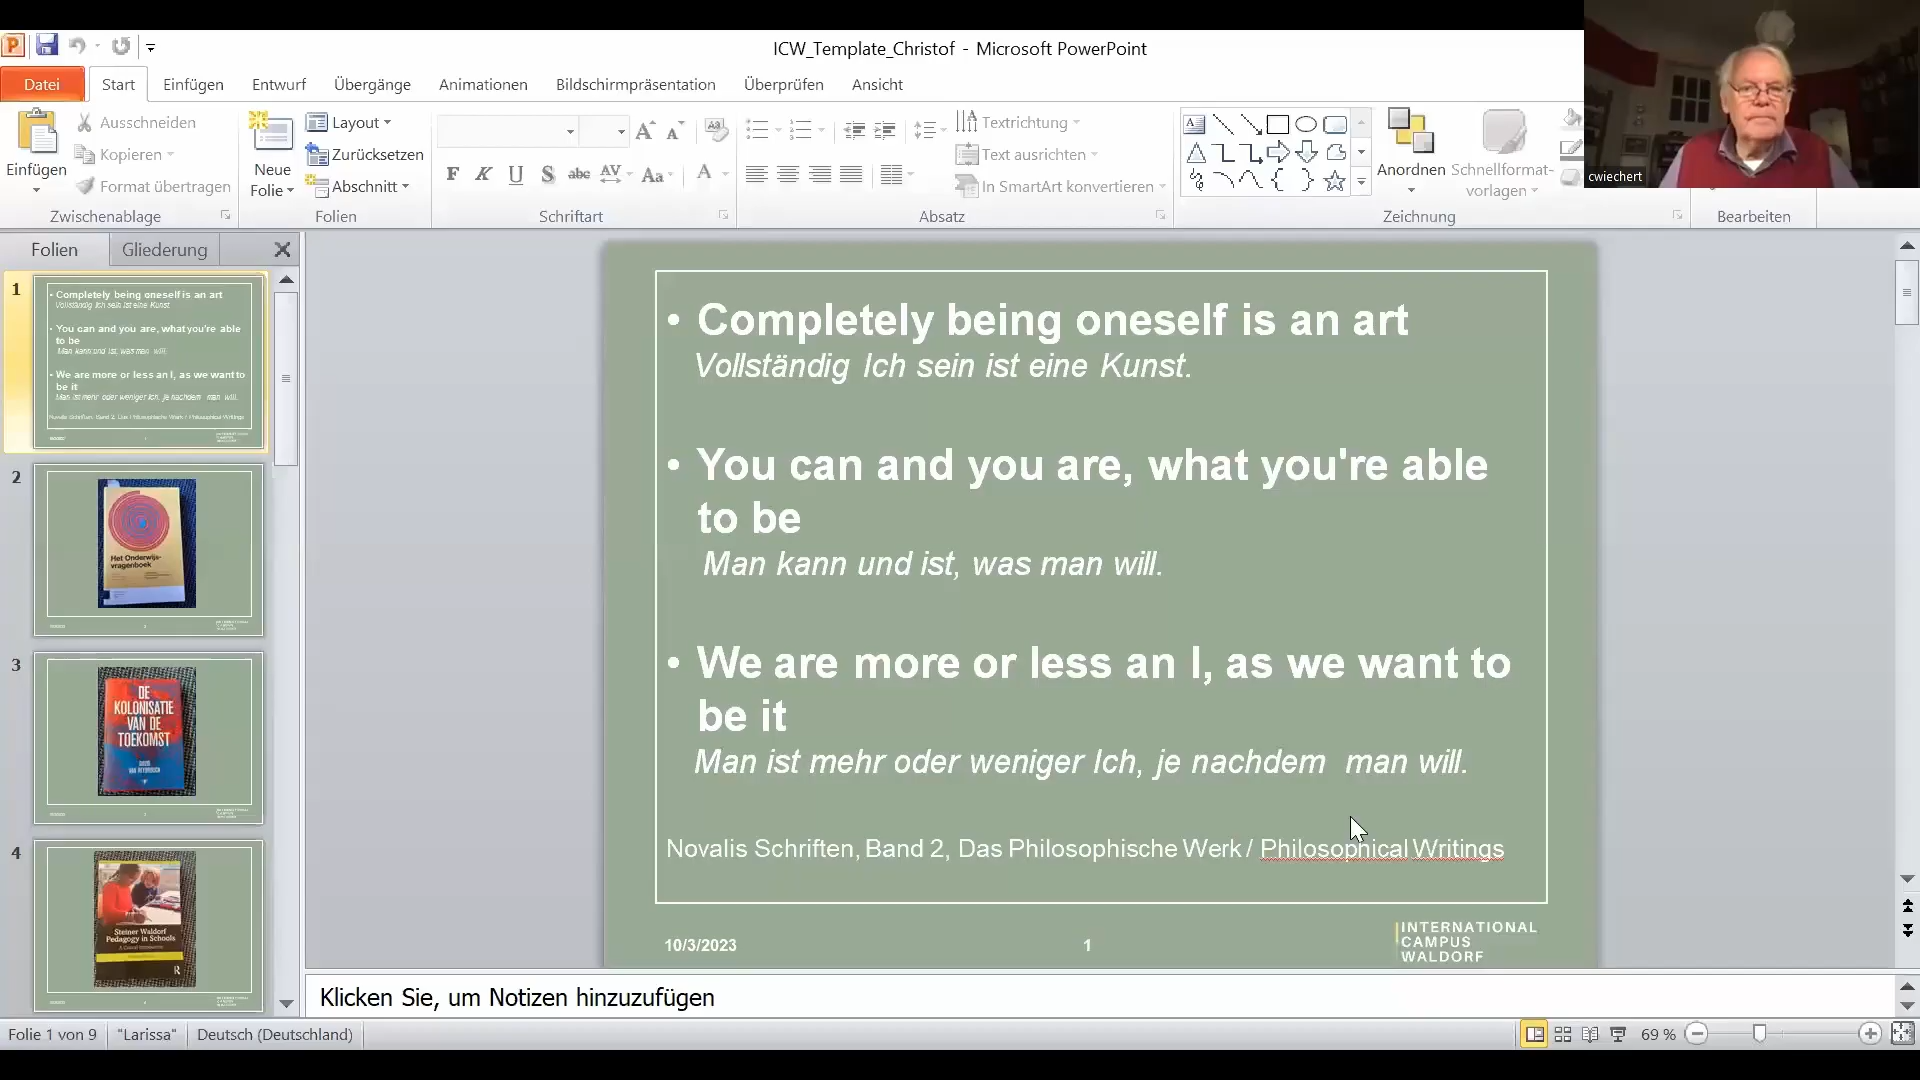 ICW_Template_Christof - Microsoft PowerPoint
Datei Start Einfügen Entwurf Übergänge Animationen Bildschirmpräsentation Überprüfen Ansicht
Einfügen
Ausschneiden
Kopieren
Format übertragen
Zwischenablage
Neue
Folie
Layout
Zurücksetzen
Abschnitt
Folien
F K U S abc AV Aa A
Schriftart
Textrichtung
Text ausrichten
In SmartArt konvertieren
Absatz
Anordnen
Schnellformat-
vorlagen
Zeichnung
Bearbeiten
cwiechert
Folien Gliederung
1
• Completely being oneself is an art
Vollständig Ich sein ist eine Kunst.
• You can and you are, what you're able
to be
Man kann und ist, was man will.
• We are more or less an I, as we want to
be it
Man ist mehr oder weniger Ich, je nachdem man will.
Novalis Schriften, Band 2, Das Philosophische Werk / Philosophical Writings
2
Het Onderwijs-
vragenboek
3
DE
KOLONISATIE
VAN DE
TOEKOMST
4
Steiner Waldorf
Pedagogy in Schools
A Critical Introduction
R
• Completely being oneself is an art
Vollständig Ich sein ist eine Kunst.
• You can and you are, what you're able
to be
Man kann und ist, was man will.
• We are more or less an I, as we want to
be it
Man ist mehr oder weniger Ich, je nachdem man will.
Novalis Schriften, Band 2, Das Philosophische Werk / Philosophical Writings
10/3/2023 1
INTERNATIONAL
CAMPUS
WALDORF
Klicken Sie, um Notizen hinzuzufügen
Folie 1 von 9 "Larissa" Deutsch (Deutschland) 69 %